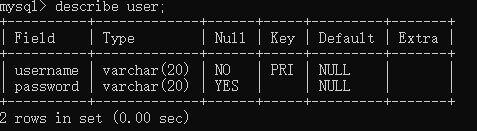 mysql> describe user;
+----------+-------------+------+-----+---------+-------+
| Field | Type | Null | Key | Default | Extra |
+----------+-------------+------+-----+---------+-------+
| username | varchar(20) | NO | PRI | NULL | |
| password | varchar(20) | YES | | NULL | |
+----------+-------------+------+-----+---------+-------+
2 rows in set (0.00 sec)